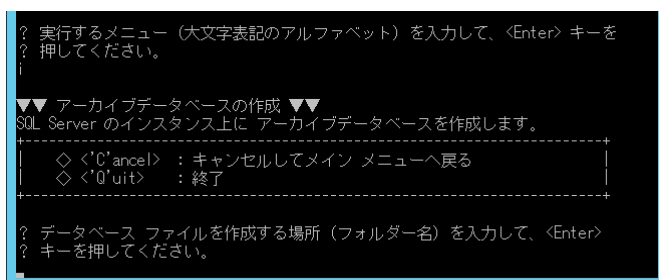 ? 実行するメニュー（大文字表記のアルファベット）を入力して、<Enter> キーを
? 押してください。
i
▼▼ アーカイブデータベースの作成 ▼▼
SQL Server のインスタンス上に アーカイブデータベースを作成します。
+------------------------------------------------------------------+
| ◇ <'C'ancel> : キャンセルしてメイン メニューへ戻る |
| ◇ <'Q'uit> : 終了 |
+------------------------------------------------------------------+
? データベース ファイルを作成する場所（フォルダー名）を入力して、<Enter>
? キーを押してください。